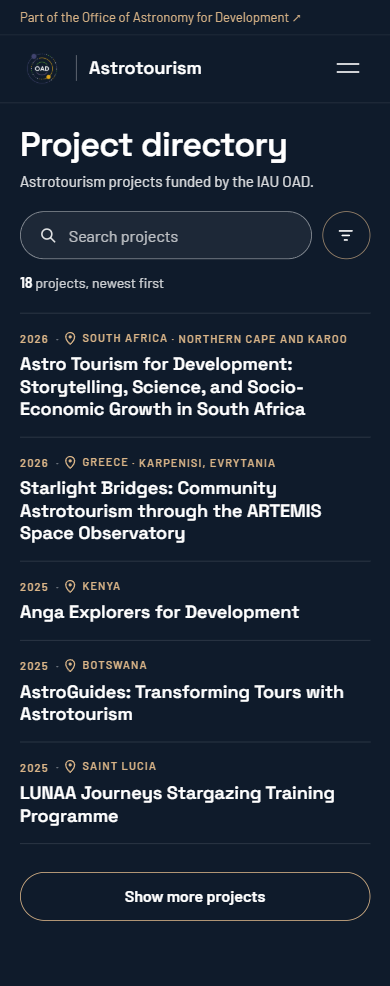 Part of the Office of Astronomy for Development ↗
OAD
Astrotourism
Project directory
Astrotourism projects funded by the IAU OAD.
Search projects
18 projects, newest first
2026 · SOUTH AFRICA · NORTHERN CAPE AND KAROO
Astro Tourism for Development:
Storytelling, Science, and Socio-
Economic Growth in South Africa
2026 · GREECE · KARPENISI, EVRYTANIA
Starlight Bridges: Community
Astrotourism through the ARTEMIS
Space Observatory
2025 · KENYA
Anga Explorers for Development
2025 · BOTSWANA
AstroGuides: Transforming Tours with
Astrotourism
2025 · SAINT LUCIA
LUNAA Journeys Stargazing Training
Programme
Show more projects